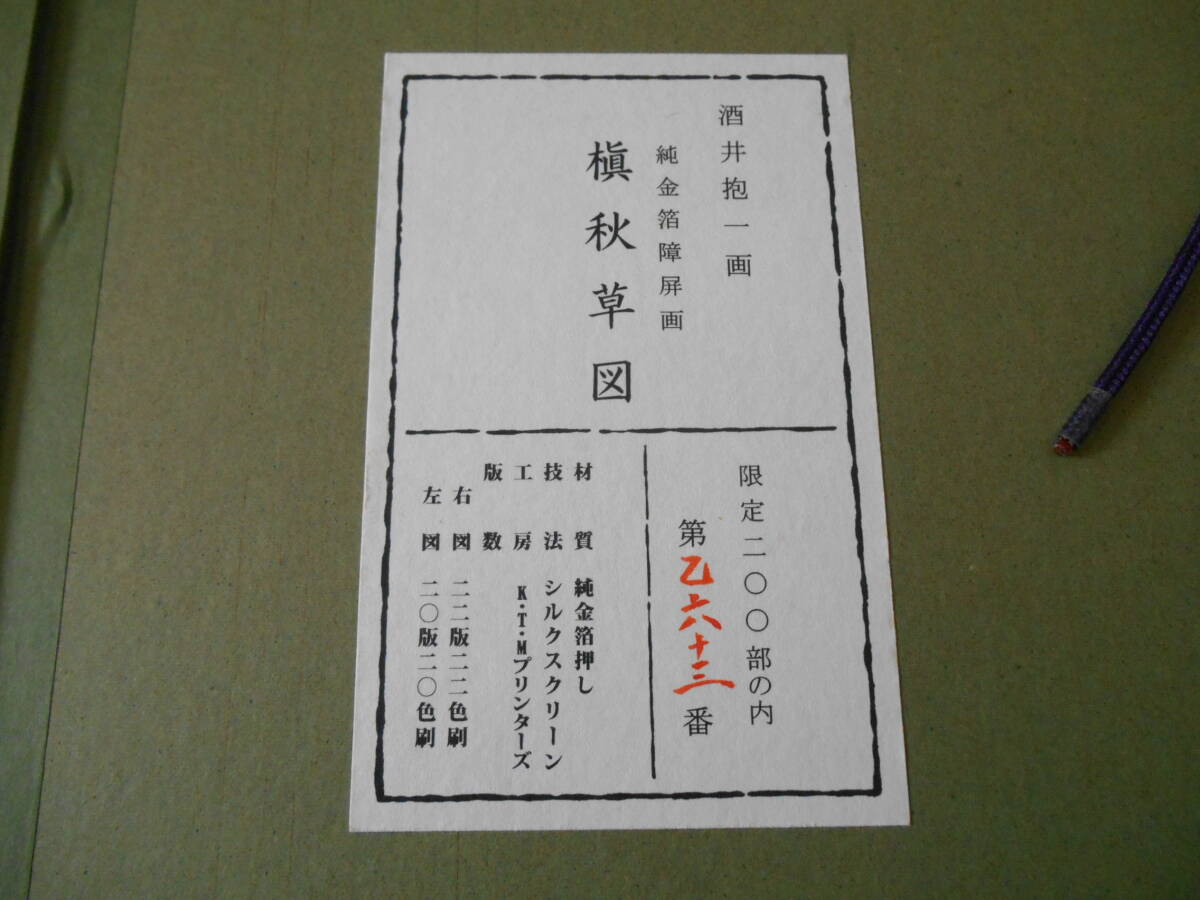 酒井抱一画
純金箔障屏画
槇秋草図
限定二〇〇部の内
第乙六十三番
材質 純金箔押し
技法 シルクスクリーン
工房 K・T・Mプリンターズ
版数
右図 二二版二二色刷
左図 二〇版二〇色刷